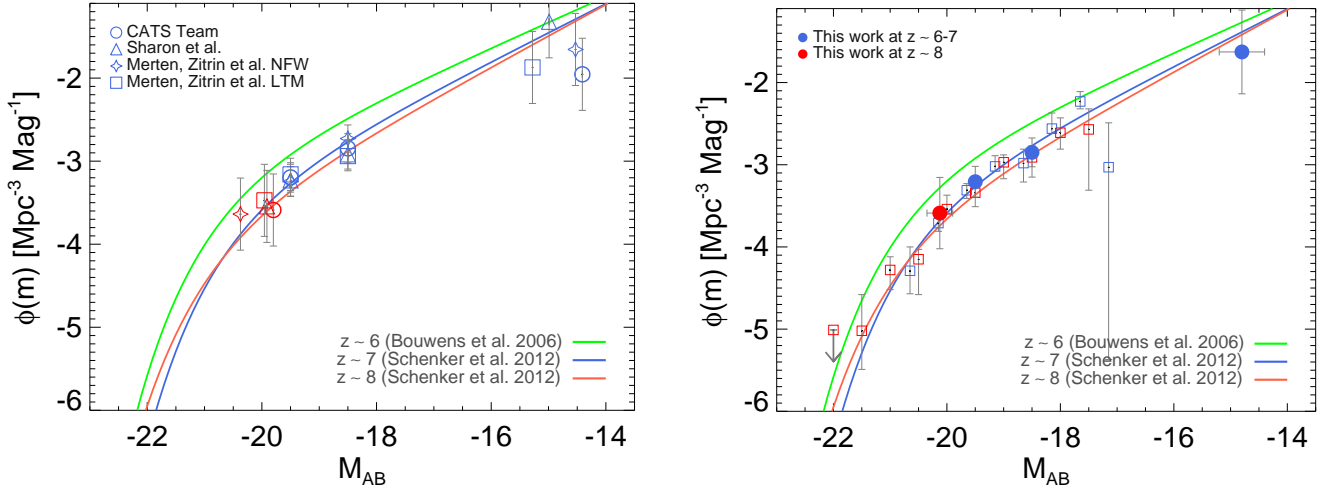 CATS Team
Sharon et al.
Merten, Zitrin et al. NFW
Merten, Zitrin et al. LTM
-2
-3
-4
-5
-6
ϕ(m) [Mpc⁻³ Mag⁻¹]
z ~ 6 (Bouwens et al. 2006)
z ~ 7 (Schenker et al. 2012)
z ~ 8 (Schenker et al. 2012)
-22 -20 -18 -16 -14
M_AB
This work at z ~ 6-7
This work at z ~ 8
-2
-3
-4
-5
-6
ϕ(m) [Mpc⁻³ Mag⁻¹]
z ~ 6 (Bouwens et al. 2006)
z ~ 7 (Schenker et al. 2012)
z ~ 8 (Schenker et al. 2012)
-22 -20 -18 -16 -14
M_AB